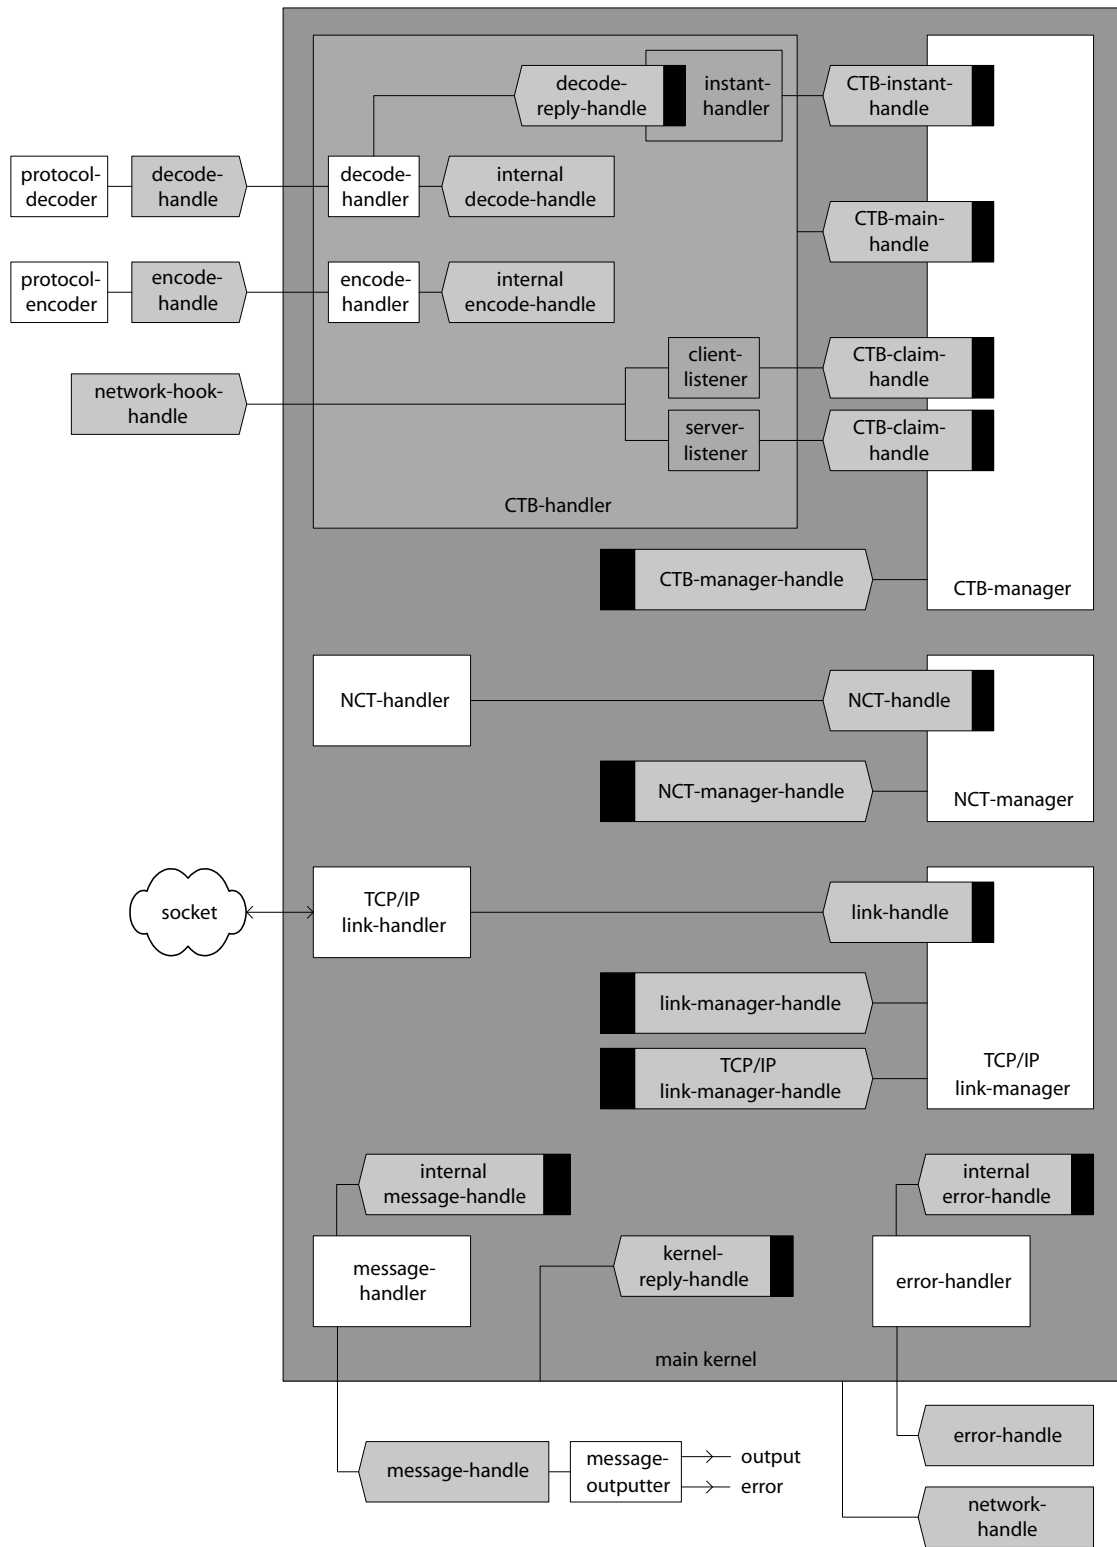 decode-
reply-handle
instant-
handler
CTB-instant-
handle
protocol-
decoder
decode-
handle
decode-
handler
internal
decode-handle
CTB-main-
handle
protocol-
encoder
encode-
handle
encode-
handler
internal
encode-handle
client-
listener
CTB-claim-
handle
network-hook-
handle
server-
listener
CTB-claim-
handle
CTB-handler
CTB-manager-handle
CTB-manager
NCT-handler
NCT-handle
NCT-manager-handle
NCT-manager
socket
TCP/IP
link-handler
link-handle
link-manager-handle
TCP/IP
link-manager-handle
TCP/IP
link-manager
internal
message-handle
internal
error-handle
message-
handler
kernel-
reply-handle
error-handler
main kernel
message-handle
message-
outputter
output
error
error-handle
network-
handle